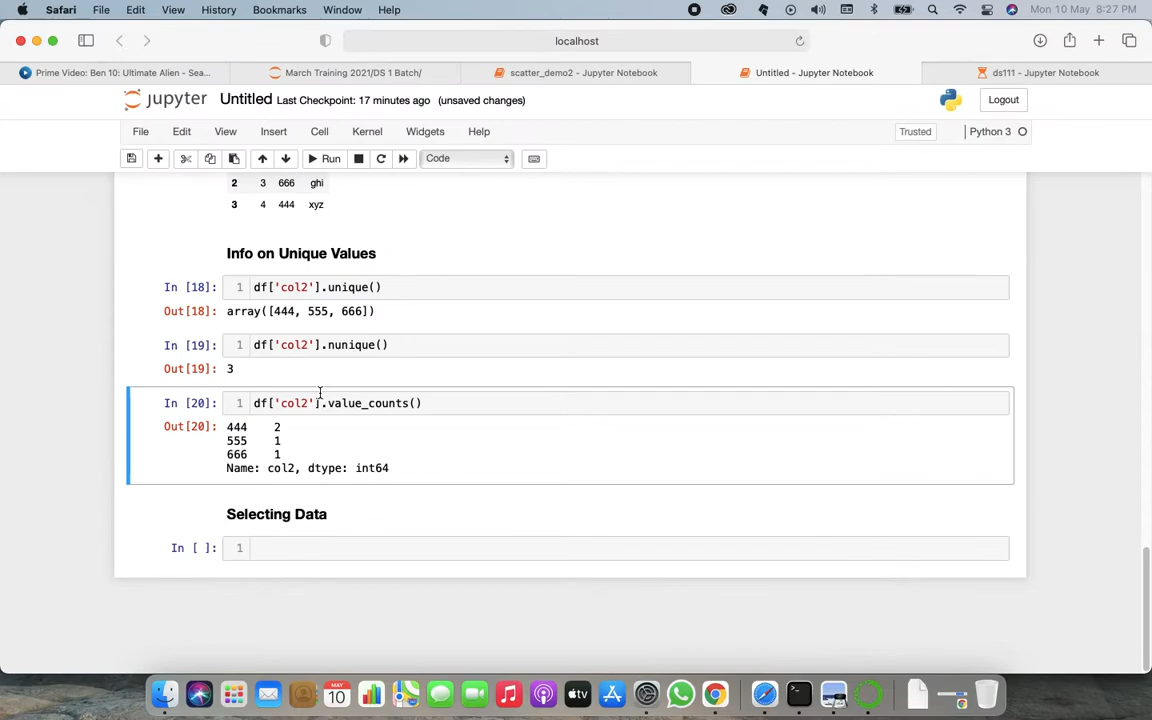 Safari File Edit View History Bookmarks Window Help Mon 10 May 8:27 PM
localhost
Prime Video: Ben 10: Ultimate Alien - Sea... March Training 2021/DS 1 Batch/ scatter_demo2 - Jupyter Notebook Untitled - Jupyter Notebook ds111 - Jupyter Notebook
jupyter Untitled Last Checkpoint: 17 minutes ago (unsaved changes) Logout
File Edit View Insert Cell Kernel Widgets Help Trusted Python 3
Run Code
2 3 666 ghi
3 4 444 xyz
Info on Unique Values
In [18]: 1 df['col2'].unique()
Out[18]: array([444, 555, 666])
In [19]: 1 df['col2'].nunique()
Out[19]: 3
In [20]: 1 df['col2'].value_counts()
Out[20]: 444 2
555 1
666 1
Name: col2, dtype: int64
Selecting Data
In [ ]: 1
MAY
10
tv